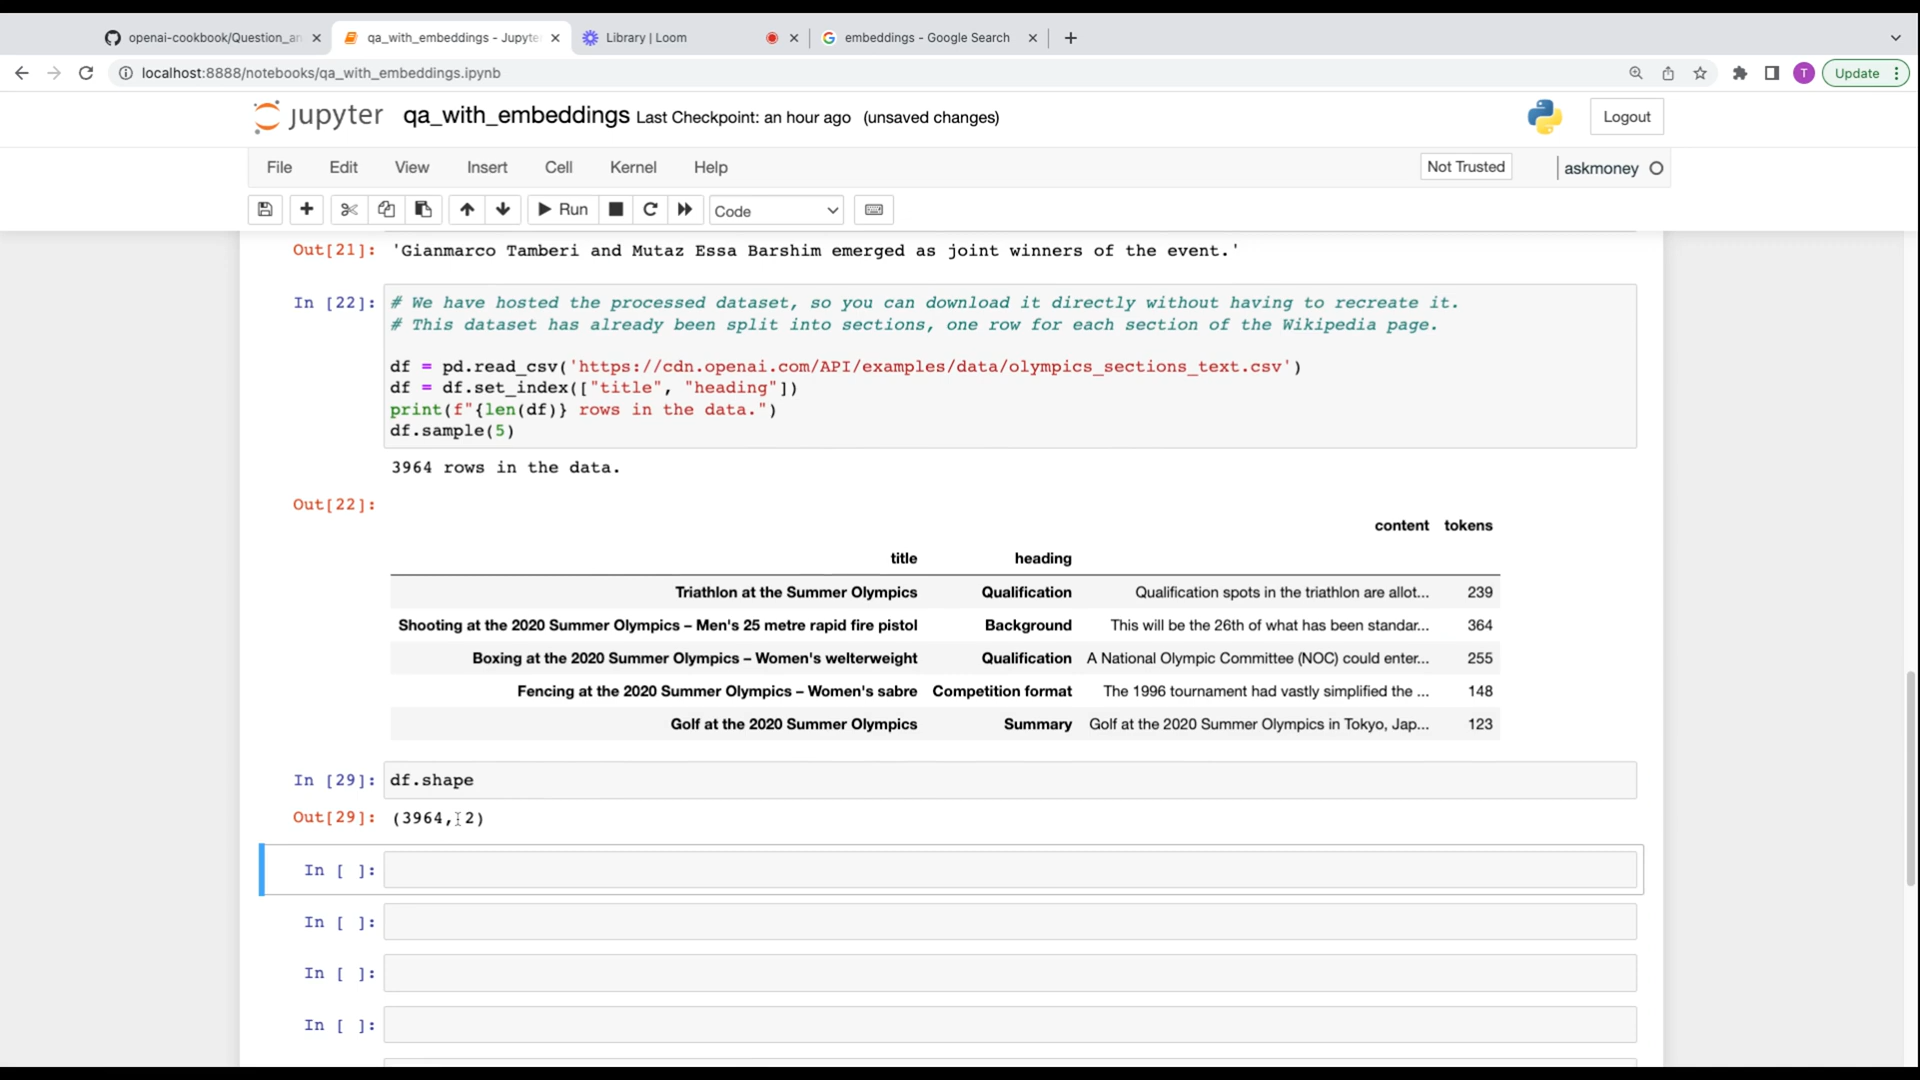 openai-cookbook/Question_an
qa_with_embeddings - Jupyte
Library | Loom
embeddings - Google Search
localhost:8888/notebooks/qa_with_embeddings.ipynb
T
Update
jupyter
qa_with_embeddings Last Checkpoint: an hour ago (unsaved changes)
Logout
File Edit View Insert Cell Kernel Help
Not Trusted
askmoney
Run
Code
Out[21]: 'Gianmarco Tamberi and Mutaz Essa Barshim emerged as joint winners of the event.'
In [22]: # We have hosted the processed dataset, so you can download it directly without having to recreate it.
# This dataset has already been split into sections, one row for each section of the Wikipedia page.
df = pd.read_csv('https://cdn.openai.com/API/examples/data/olympics_sections_text.csv')
df = df.set_index(["title", "heading"])
print(f"{len(df)} rows in the data.")
df.sample(5)
3964 rows in the data.
Out[22]:
content tokens
title heading
Triathlon at the Summer Olympics Qualification Qualification spots in the triathlon are allot... 239
Shooting at the 2020 Summer Olympics – Men's 25 metre rapid fire pistol Background This will be the 26th of what has been standar... 364
Boxing at the 2020 Summer Olympics – Women's welterweight Qualification A National Olympic Committee (NOC) could enter... 255
Fencing at the 2020 Summer Olympics – Women's sabre Competition format The 1996 tournament had vastly simplified the ... 148
Golf at the 2020 Summer Olympics Summary Golf at the 2020 Summer Olympics in Tokyo, Jap... 123
In [29]: df.shape
Out[29]: (3964, 2)
In [ ]:
In [ ]:
In [ ]:
In [ ]: